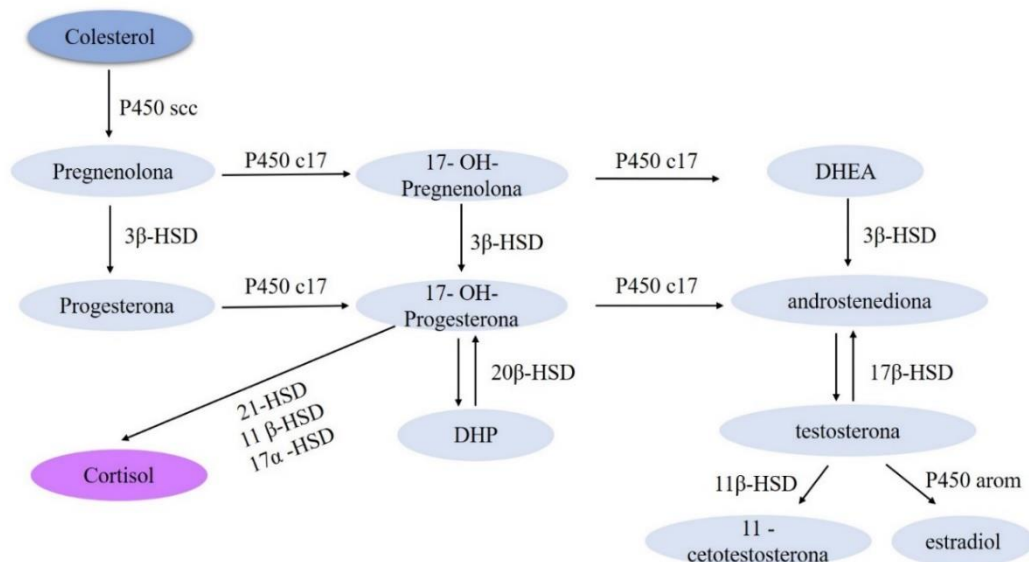 Colesterol
P450 scc
Pregnenolona
P450 c17
17- OH-
Pregnenolona
P450 c17
DHEA
3β-HSD
3β-HSD
3β-HSD
Progesterona
P450 c17
17- OH-
Progesterona
P450 c17
androstenediona
21-HSD
11 β-HSD
17α -HSD
20β-HSD
17β-HSD
Cortisol
DHP
testosterona
11β-HSD
P450 arom
11 -
cetotestosterona
estradiol